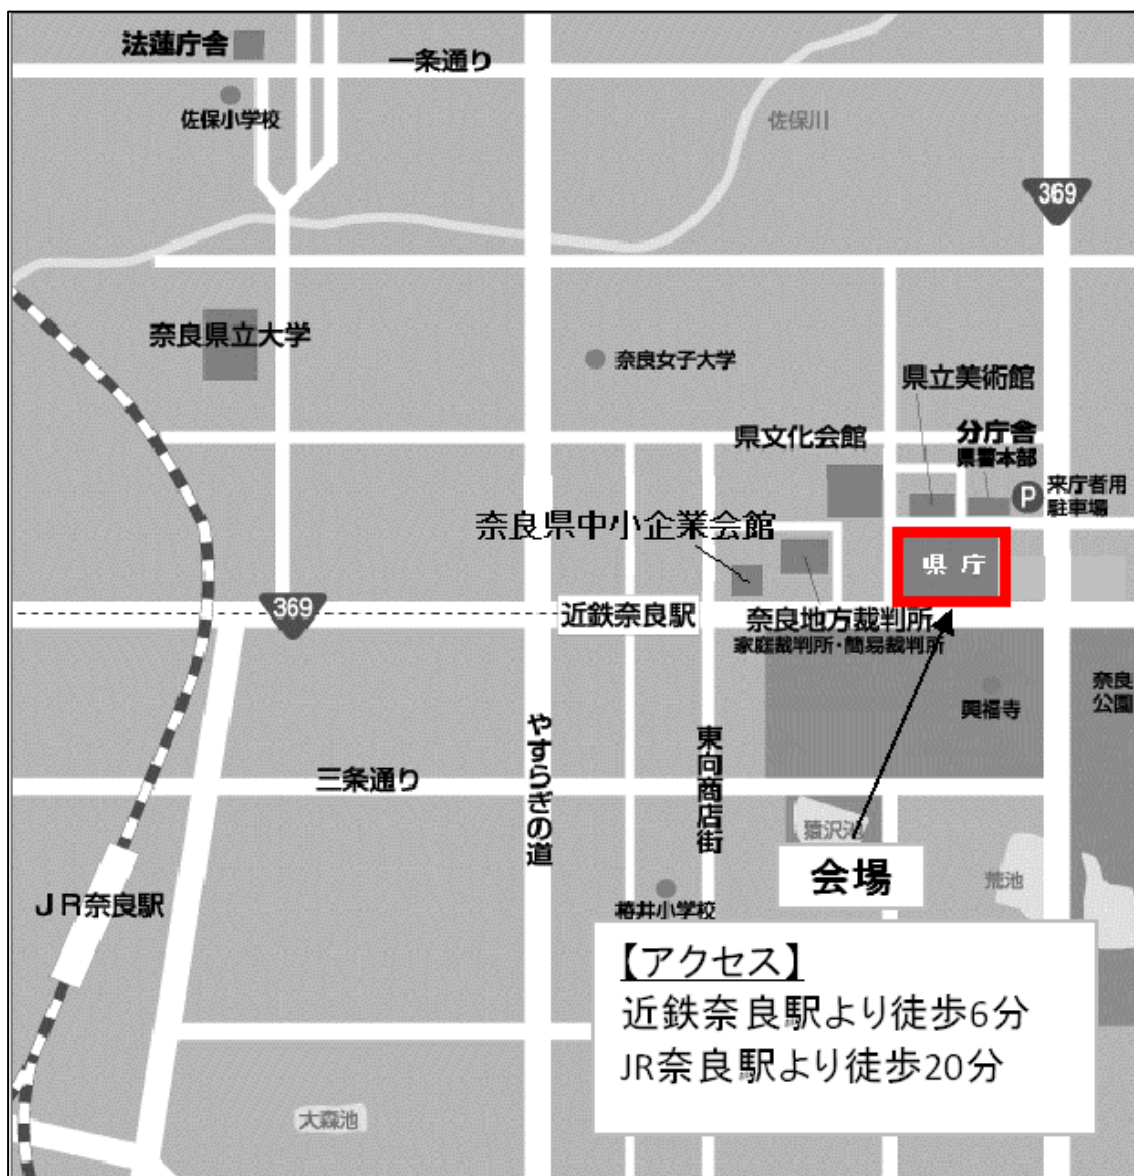 法蓮庁舎
一条通り
佐保小学校
佐保川
369
奈良県立大学
奈良女子大学
県立美術館
県文化会館
分庁舎
県警本部
P
来庁者用
駐車場
奈良県中小企業会館
県 庁
369
近鉄奈良駅
奈良地方裁判所
家庭裁判所・簡易裁判所
興福寺
奈良
公園
やすらぎの道
東向商店街
三条通り
猿沢池
会場
荒池
JR奈良駅
椿井小学校
【アクセス】
近鉄奈良駅より徒歩6分
JR奈良駅より徒歩20分
大森池